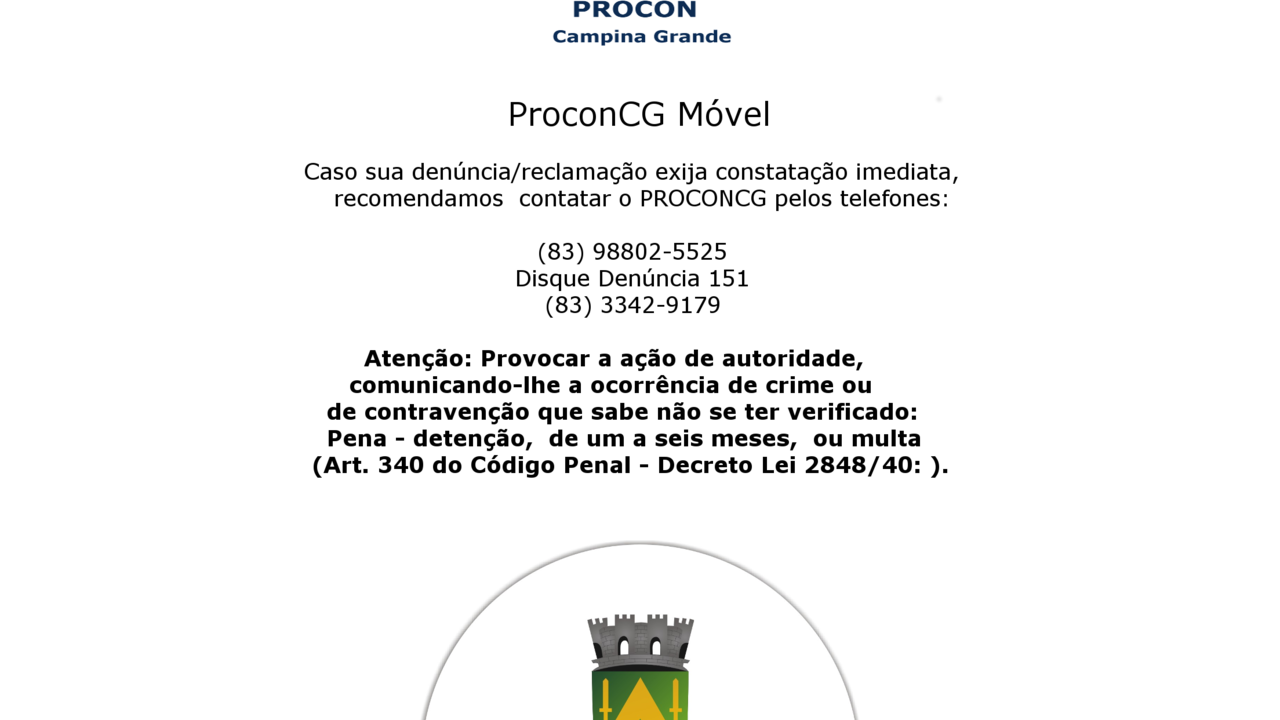 PROCON
Campina Grande
ProconCG Móvel
Caso sua denúncia/reclamação exija constatação imediata,
recomendamos  contatar o PROCONCG pelos telefones:
(83) 98802-5525
Disque Denúncia 151
(83) 3342-9179
Atenção: Provocar a ação de autoridade,
comunicando-lhe a ocorrência de crime ou
de contravenção que sabe não se ter verificado:
Pena - detenção,  de um a seis meses,  ou multa
(Art. 340 do Código Penal - Decreto Lei 2848/40: ).